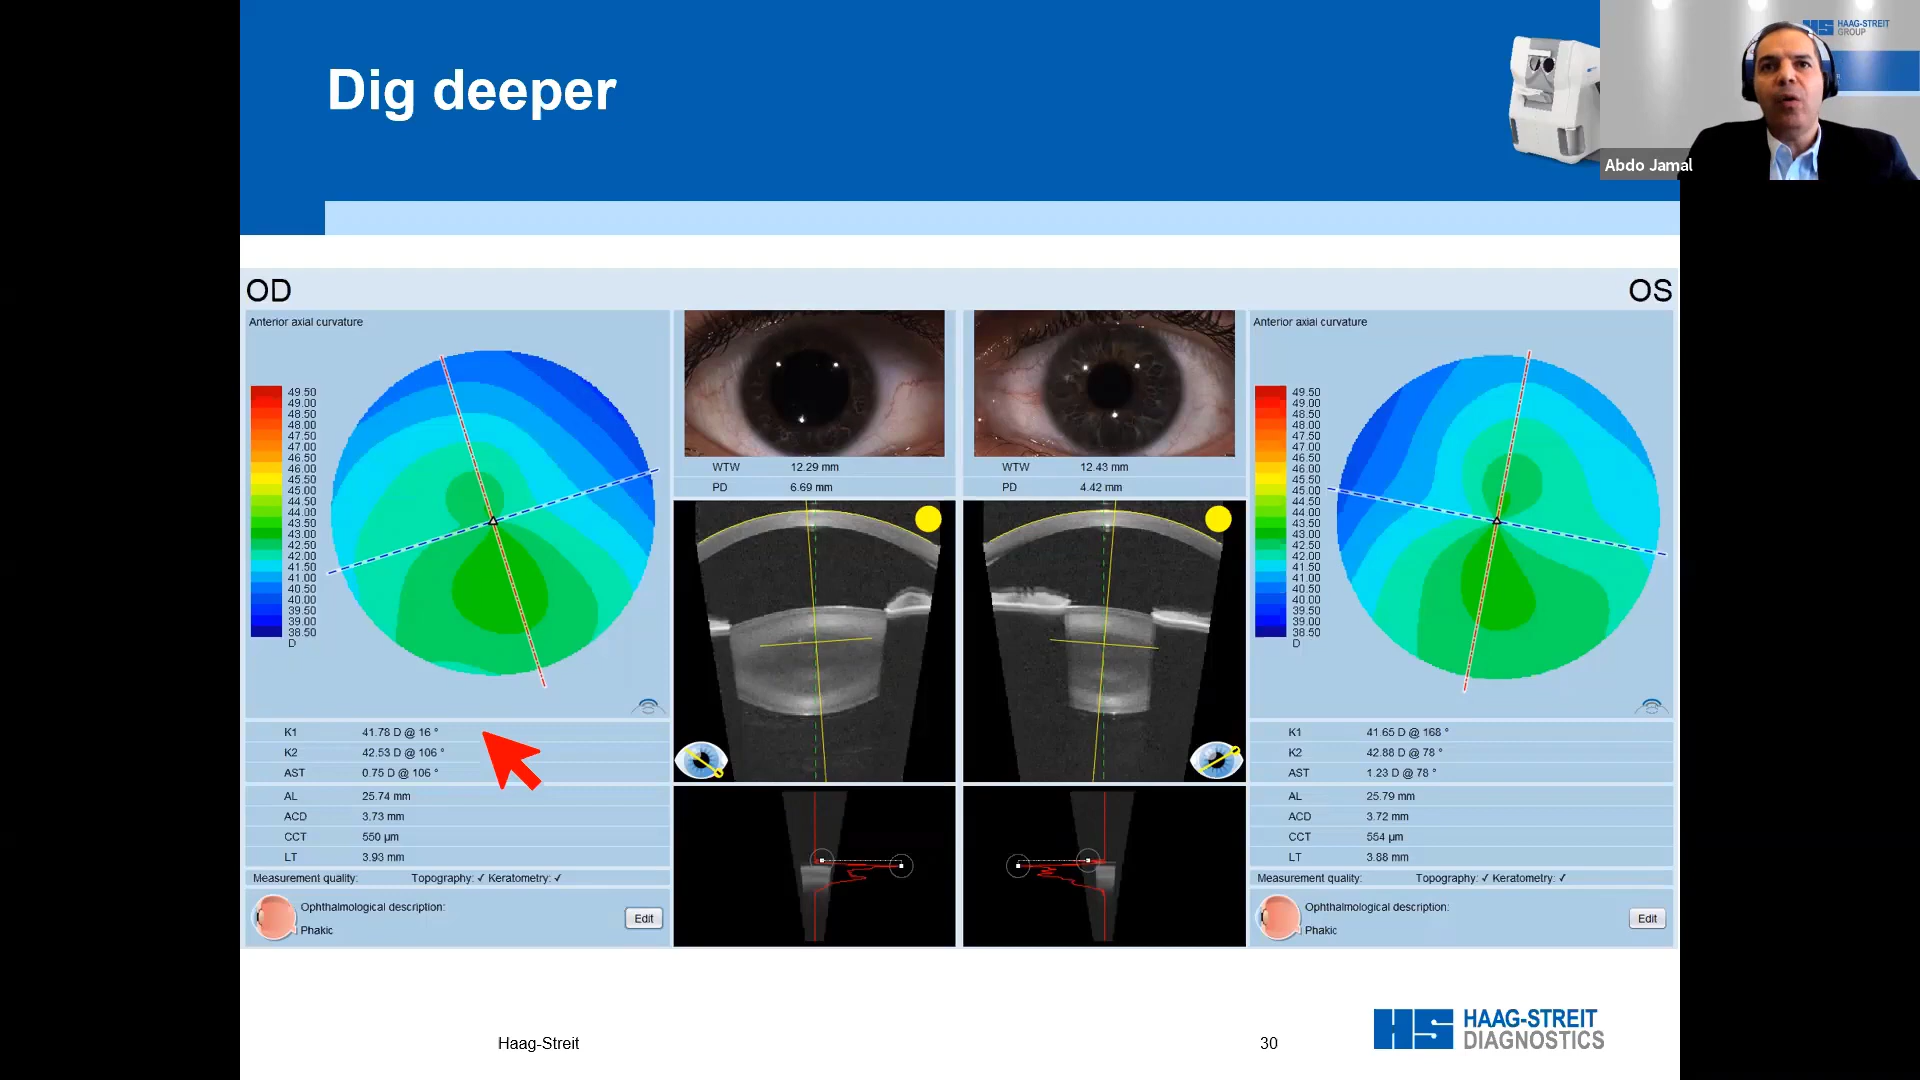 Dig deeper
HAAG-STREIT
GROUP
Abdo Jamal
OD
OS
Anterior axial curvature
49.50
49.00
48.50
48.00
47.50
47.00
46.50
46.00
45.50
45.00
44.50
44.00
43.50
43.00
42.50
42.00
41.50
41.00
40.50
40.00
39.50
39.00
38.50
D
K1 41.78 D @ 16 °
K2 42.53 D @ 106 °
AST 0.75 D @ 106 °
AL 25.74 mm
ACD 3.73 mm
CCT 550 µm
LT 3.93 mm
Measurement quality: Topography: ✓ Keratometry: ✓
Ophthalmological description:
Phakic
Edit
WTW 12.29 mm
PD 6.69 mm
WTW 12.43 mm
PD 4.42 mm
Anterior axial curvature
49.50
49.00
48.50
48.00
47.50
47.00
46.50
46.00
45.50
45.00
44.50
44.00
43.50
43.00
42.50
42.00
41.50
41.00
40.50
40.00
39.50
39.00
38.50
D
K1 41.65 D @ 168 °
K2 42.88 D @ 78 °
AST 1.23 D @ 78 °
AL 25.79 mm
ACD 3.72 mm
CCT 554 µm
LT 3.88 mm
Measurement quality: Topography: ✓ Keratometry: ✓
Ophthalmological description:
Phakic
Edit
Haag-Streit
30
HS HAAG-STREIT
DIAGNOSTICS